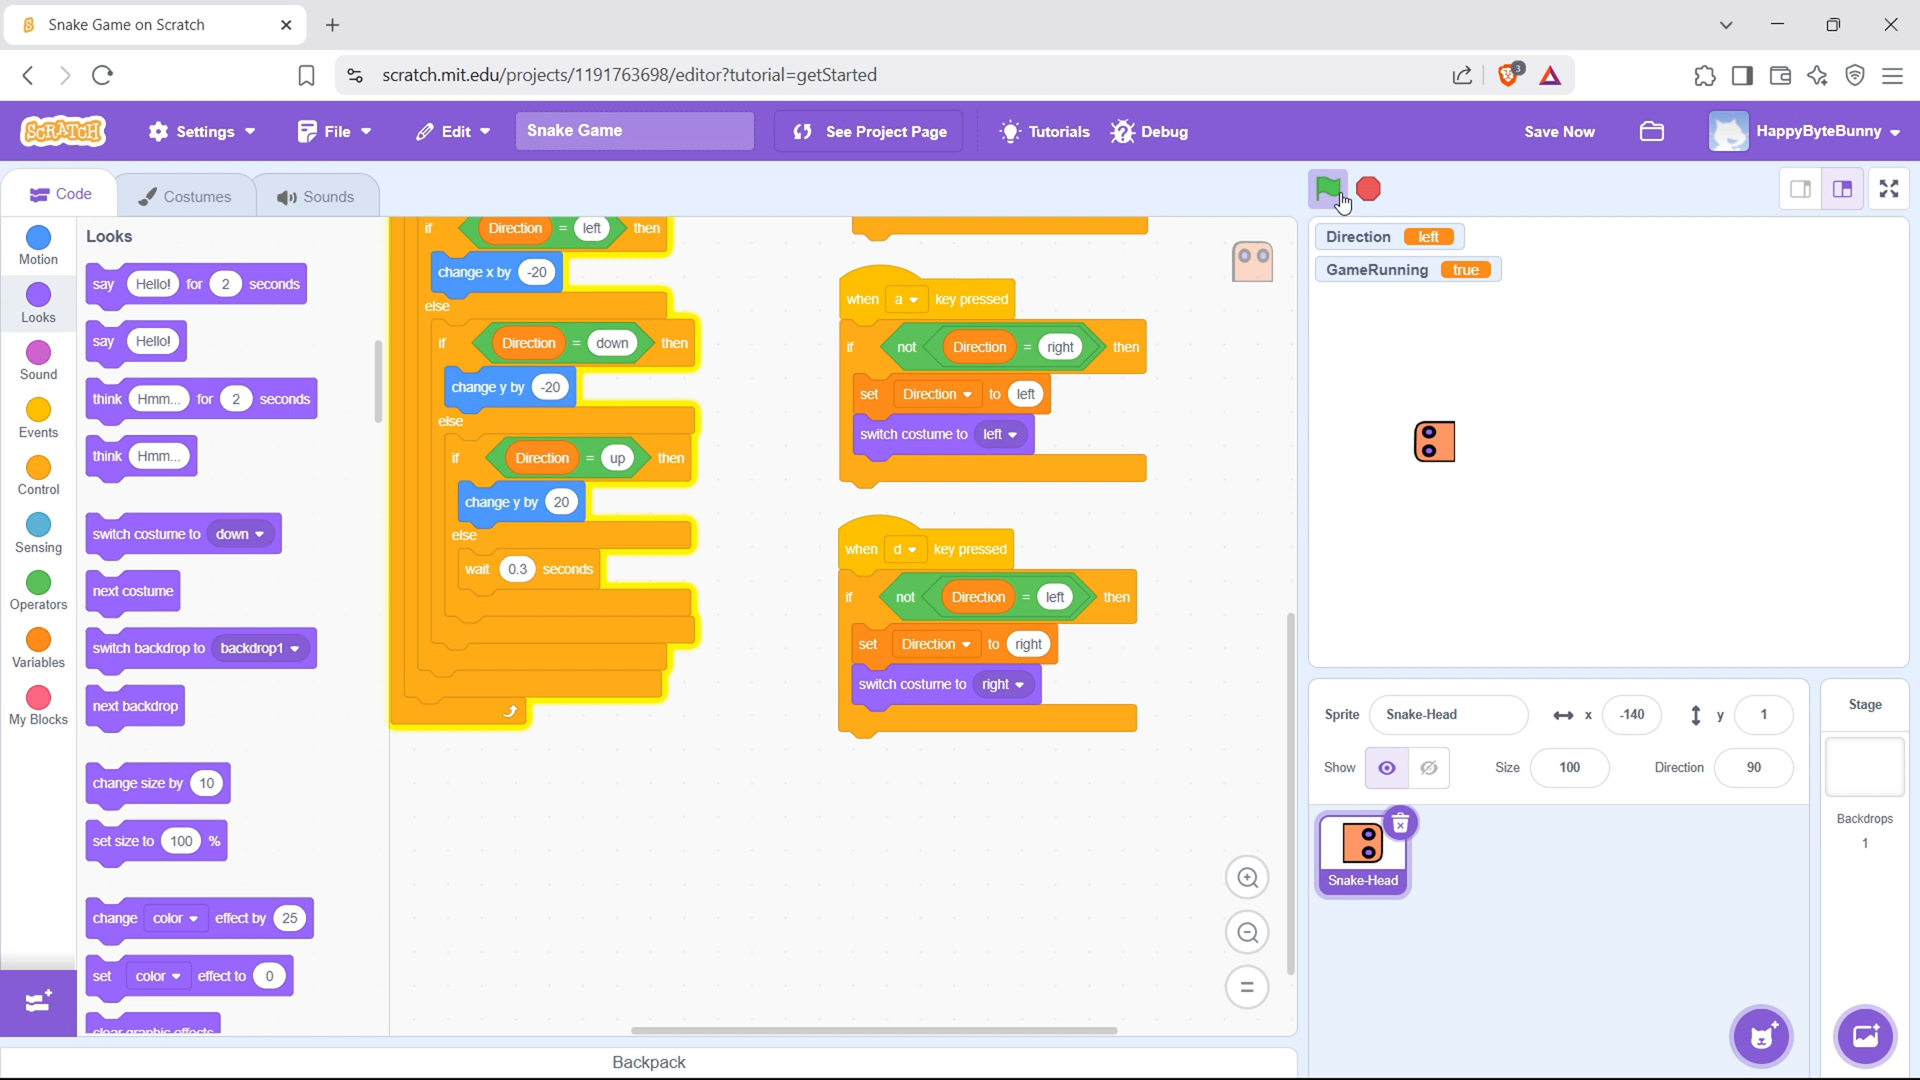 Snake Game on Scratch
scratch.mit.edu/projects/1191763698/editor?tutorial=getStarted
3
SCRATCH
Settings
File
Edit
Snake Game
See Project Page
Tutorials
Debug
Save Now
HappyByteBunny
Code
Costumes
Sounds
Motion
Looks
Sound
Events
Control
Sensing
Operators
Variables
My Blocks
Looks
say Hello! for 2 seconds
say Hello!
think Hmm... for 2 seconds
think Hmm...
switch costume to down
next costume
switch backdrop to backdrop1
next backdrop
change size by 10
set size to 100 %
change color effect by 25
set color effect to 0
clear graphic effects
if Direction = left then
change x by -20
else
if Direction = down then
change y by -20
else
if Direction = up then
change y by 20
else
wait 0.3 seconds
when a key pressed
if not Direction = right then
set Direction to left
switch costume to left
when d key pressed
if not Direction = left then
set Direction to right
switch costume to right
Backpack
Direction left
GameRunning true
Sprite Snake-Head x -140 y 1
Show Size 100 Direction 90
Snake-Head
Stage
Backdrops
1